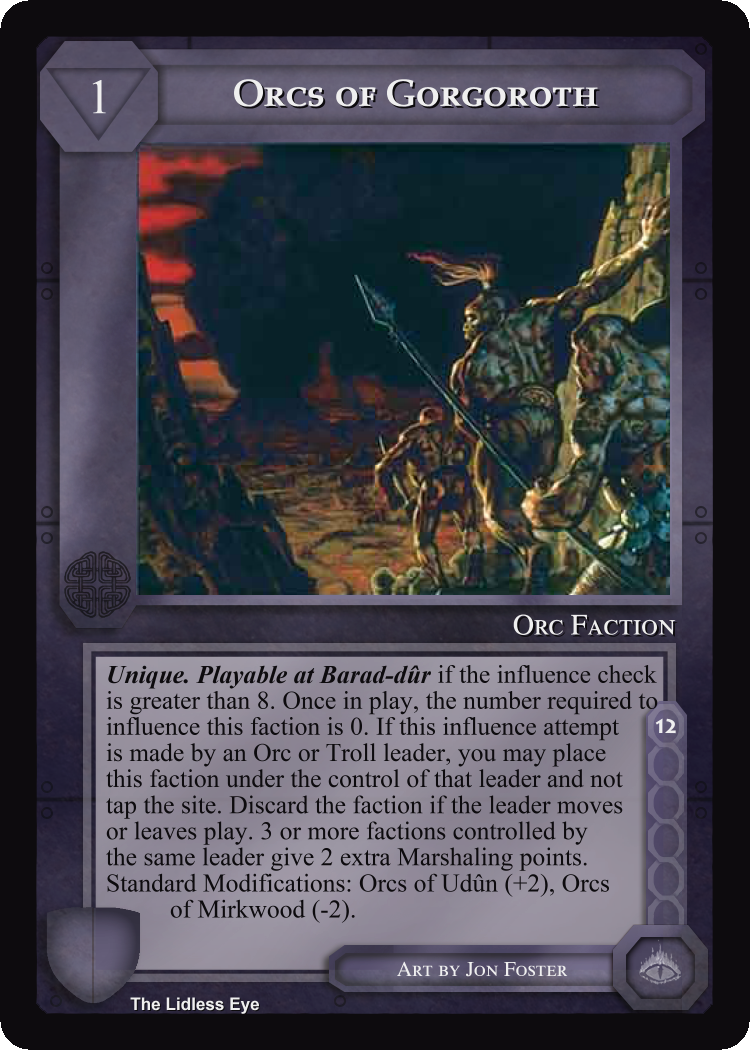 1
Orcs of Gorgoroth
Orc Faction
Unique. Playable at Barad-dûr if the influence check
is greater than 8. Once in play, the number required to
influence this faction is 0. If this influence attempt
is made by an Orc or Troll leader, you may place
this faction under the control of that leader and not
tap the site. Discard the faction if the leader moves
or leaves play. 3 or more factions controlled by
the same leader give 2 extra Marshaling points.
Standard Modifications: Orcs of Udûn (+2), Orcs
of Mirkwood (-2).
12
Art by Jon Foster
The Lidless Eye